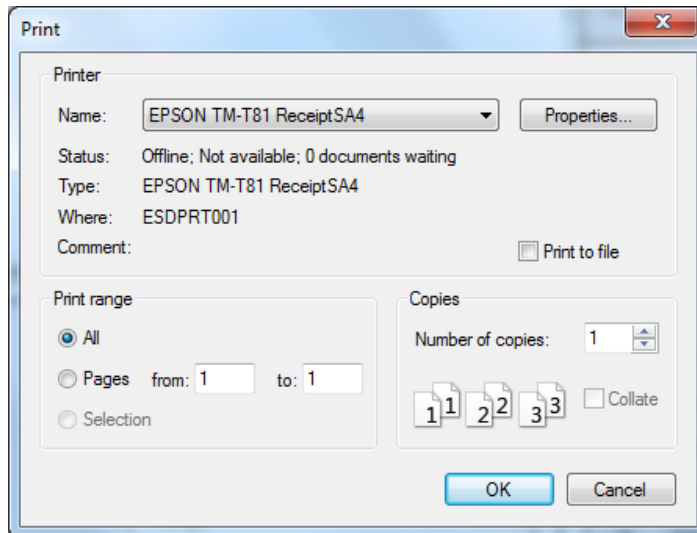 Print
Printer
Name: EPSON TM-T81 ReceiptSA4 Properties...
Status: Offline; Not available; 0 documents waiting
Type: EPSON TM-T81 ReceiptSA4
Where: ESDPRT001
Comment: Print to file
Print range
All
Pages from: 1 to: 1
Selection
Copies
Number of copies: 1
1 1 2 2 3 3 Collate
OK Cancel